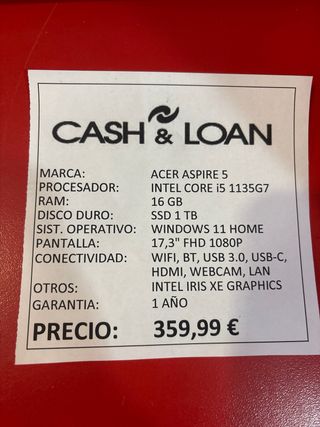 CASH & LOAN
MARCA: ACER ASPIRE 5
PROCESADOR: INTEL CORE i5 1135G7
RAM: 16 GB
DISCO DURO: SSD 1 TB
SIST. OPERATIVO: WINDOWS 11 HOME
PANTALLA: 17,3" FHD 1080P
CONECTIVIDAD: WIFI, BT, USB 3.0, USB-C,
HDMI, WEBCAM, LAN
OTROS: INTEL IRIS XE GRAPHICS
GARANTIA: 1 AÑO
PRECIO: 359,99 €